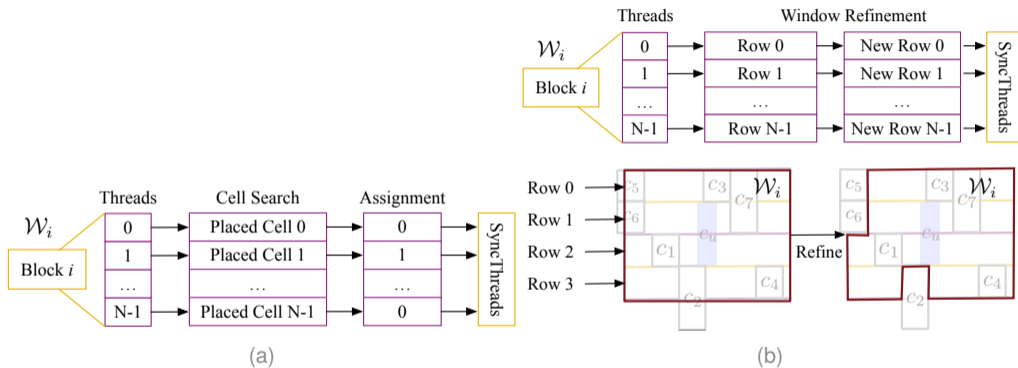 Threads Window Refinement
𝒲i
Block i
0 Row 0 New Row 0
1 Row 1 New Row 1
... ... ...
N-1 Row N-1 New Row N-1
SyncThreads
Threads Cell Search Assignment
𝒲i
Block i
0 Placed Cell 0 0
1 Placed Cell 1 1
... ... ...
N-1 Placed Cell N-1 0
SyncThreads
(a)
Row 0
Row 1
Row 2
Row 3
c5 c3 𝒲i
c7
c6
cu
c1
c4
c2
Refine
c5 c3 𝒲i
c7
c6
cu
c1
c4
c2
(b)